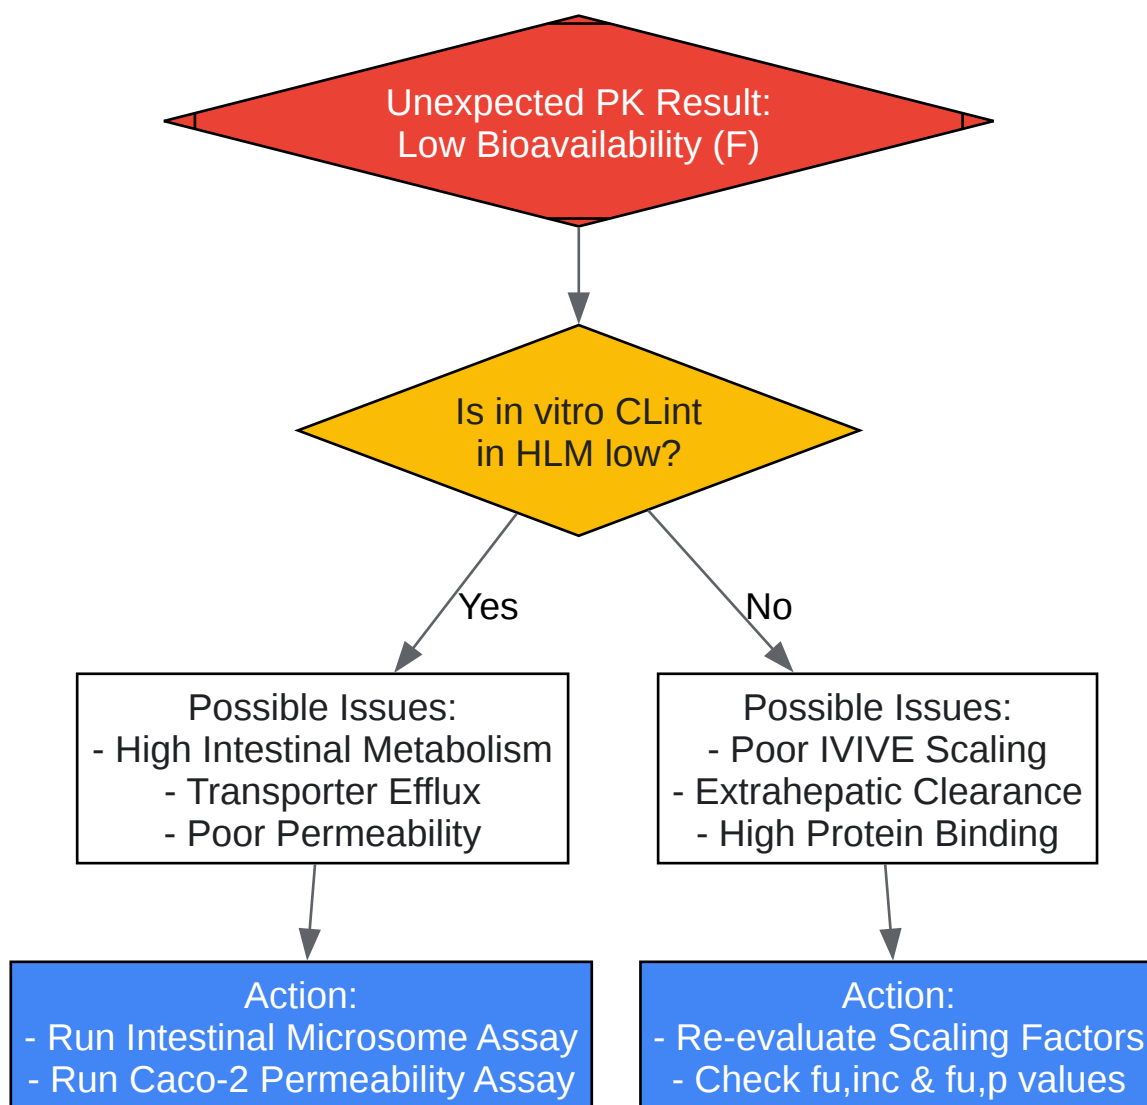 Unexpected PK Result:
Low Bioavailability (F)
Is in vitro CLint
in HLM low?
Yes
No
Possible Issues:
- High Intestinal Metabolism
- Transporter Efflux
- Poor Permeability
Possible Issues:
- Poor IVIVE Scaling
- Extrahepatic Clearance
- High Protein Binding
Action:
- Run Intestinal Microsome Assay
- Run Caco-2 Permeability Assay
Action:
- Re-evaluate Scaling Factors
- Check fu,inc & fu,p values